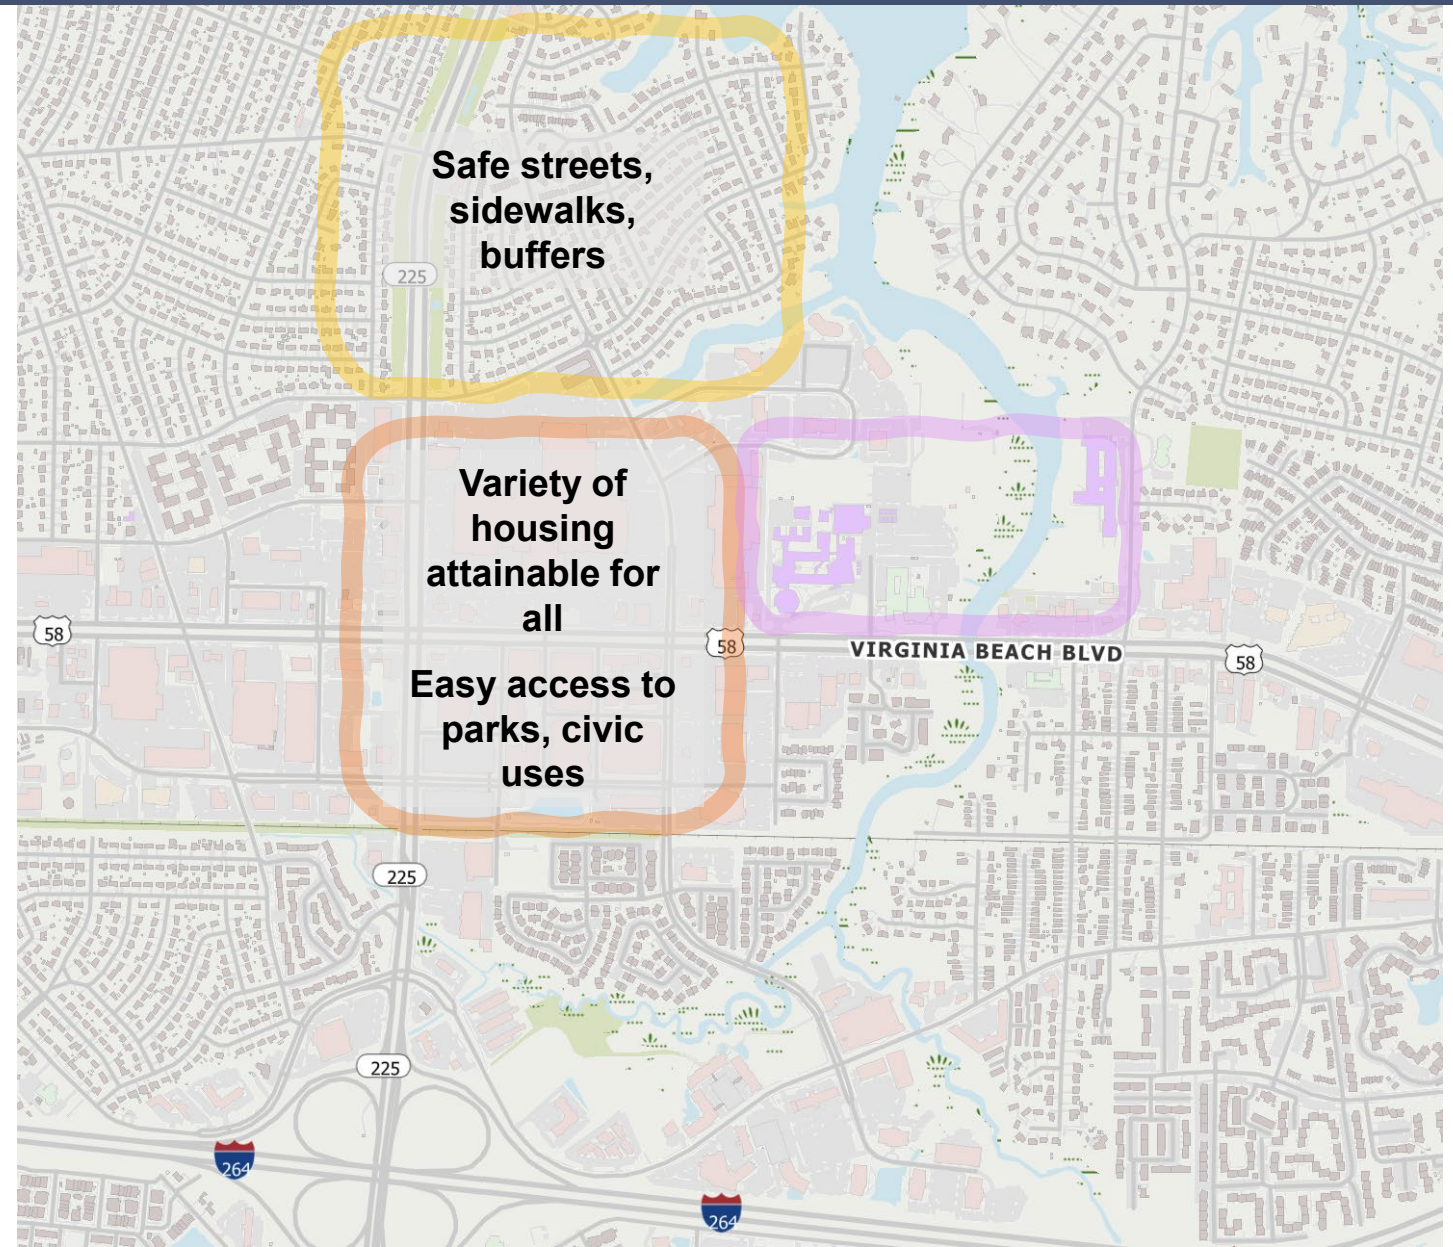 Safe streets,
sidewalks,
buffers
225
Variety of
housing
attainable for
all
58
58
VIRGINIA BEACH BLVD
58
Easy access to
parks, civic
uses
225
225
264
264